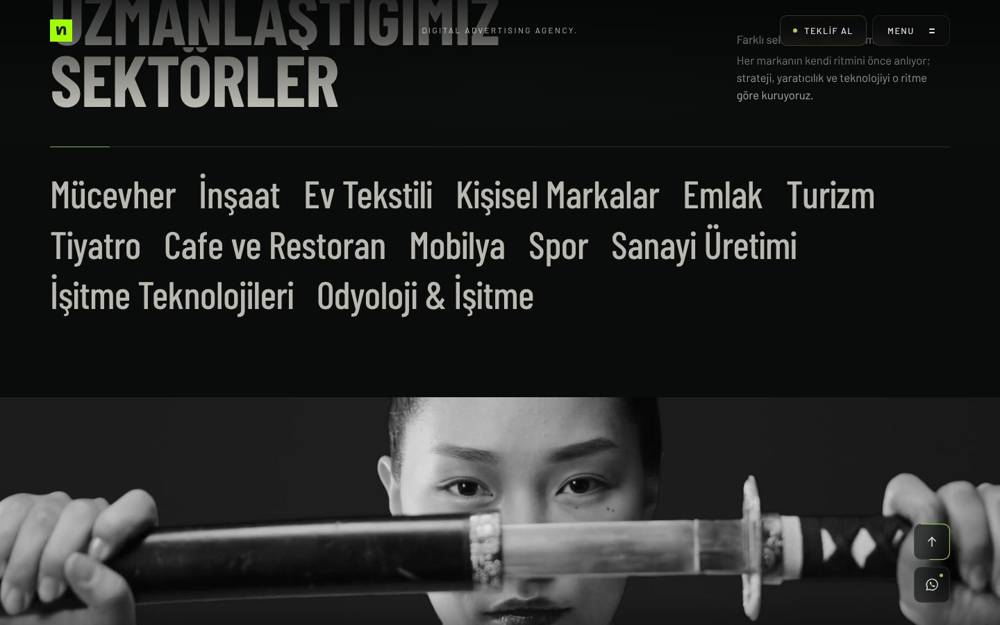 UZMANLAŞTIĞIMIZ
SEKTÖRLER
DIGITAL ADVERTISING AGENCY.
TEKLİF AL
MENU
Farklı
Her markanın kendi ritmini önce anlıyor;
strateji, yaratıcılık ve teknolojiyi o ritme
göre kuruyoruz.
Mücevher İnşaat Ev Tekstili Kişisel Markalar Emlak Turizm
Tiyatro Cafe ve Restoran Mobilya Spor Sanayi Üretimi
İşitme Teknolojileri Odyoloji & İşitme